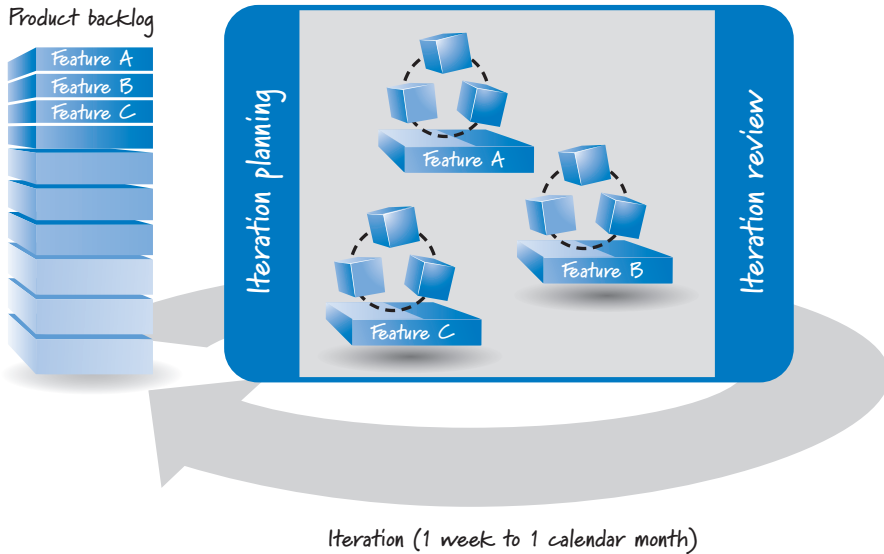 Product backlog
Feature A
Feature B
Feature C
Iteration planning
Feature A
Feature B
Feature C
Iteration review
Iteration (1 week to 1 calendar month)